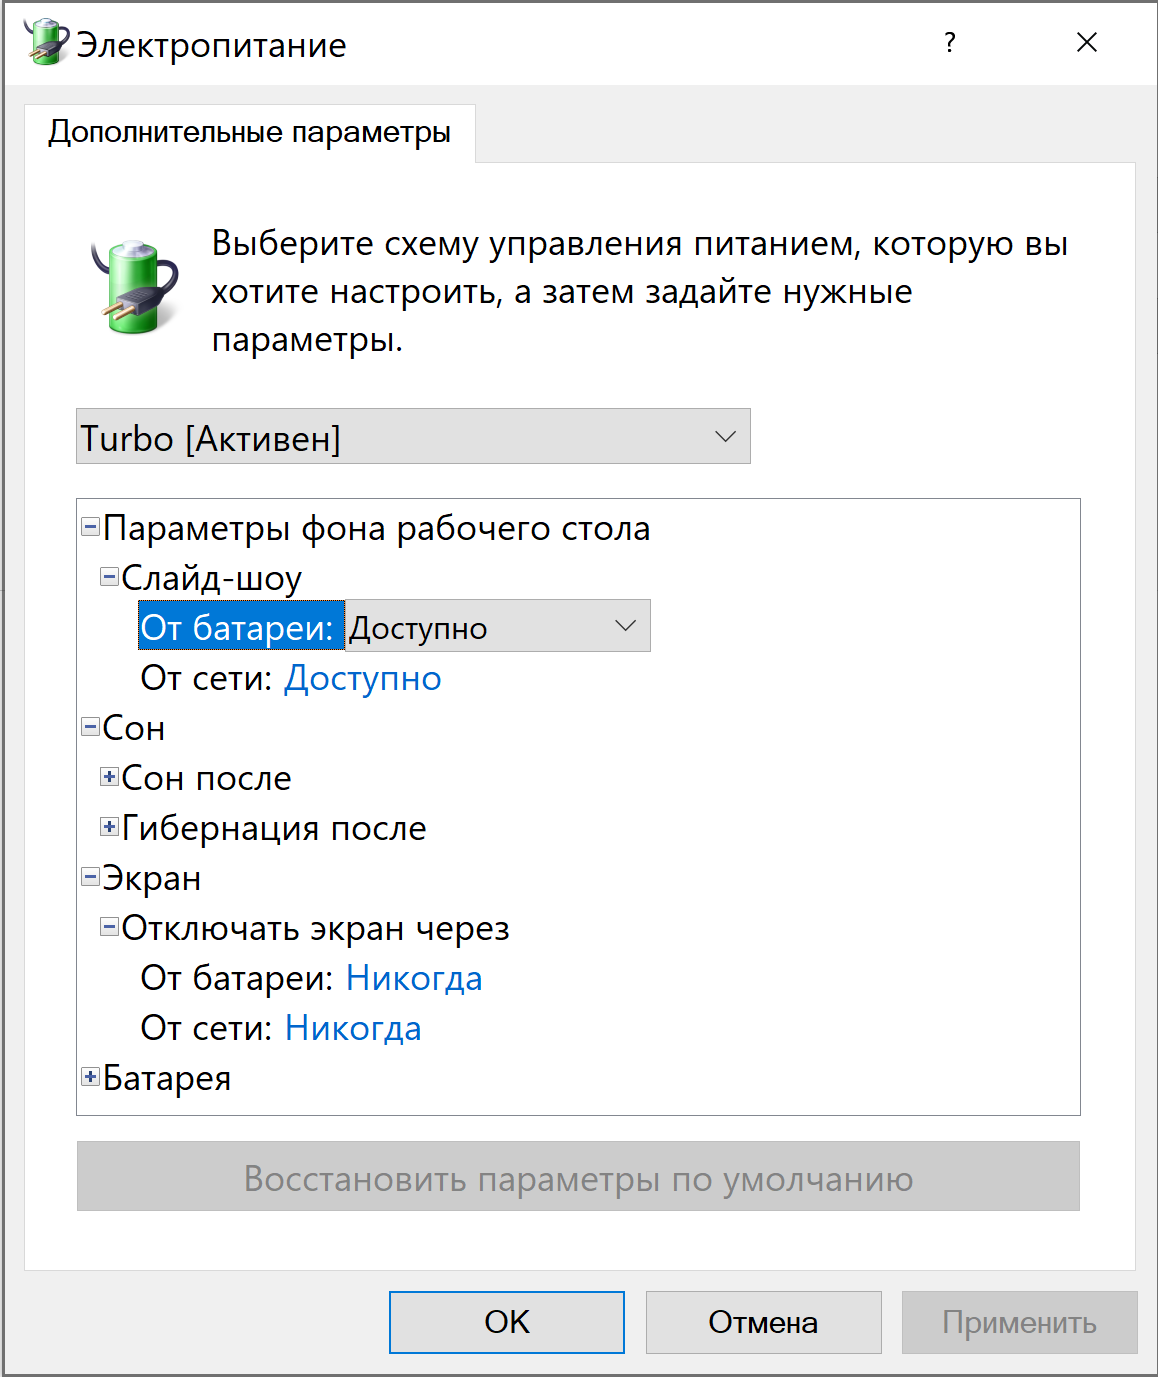 Электропитание
?
Дополнительные параметры
Выберите схему управления питанием, которую вы
хотите настроить, а затем задайте нужные
параметры.
Turbo [Активен]
Параметры фона рабочего стола
Слайд-шоу
От батареи: Доступно
От сети: Доступно
Сон
Сон после
Гибернация после
Экран
Отключать экран через
От батареи: Никогда
От сети: Никогда
Батарея
Восстановить параметры по умолчанию
ОК Отмена Применить